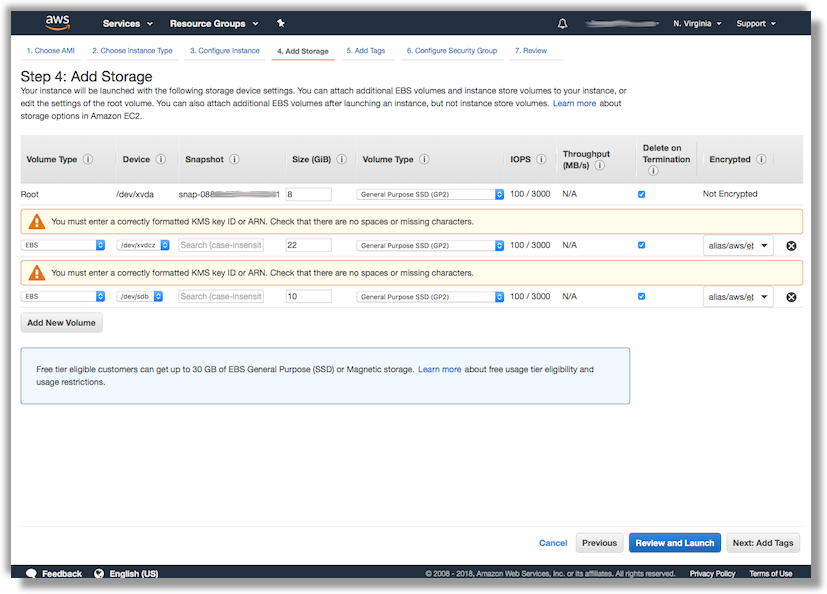 aws Services Resource Groups N. Virginia Support
1. Choose AMI 2. Choose Instance Type 3. Configure Instance 4. Add Storage 5. Add Tags 6. Configure Security Group 7. Review
Step 4: Add Storage
Your instance will be launched with the following storage device settings. You can attach additional EBS volumes and instance store volumes to your instance, or
edit the settings of the root volume. You can also attach additional EBS volumes after launching an instance, but not instance store volumes. Learn more about
storage options in Amazon EC2.
Volume Type Device Snapshot Size (GiB) Volume Type IOPS Throughput (MB/s) Delete on Termination Encrypted
Root /dev/xvda snap-088 1 8 General Purpose SSD (GP2) 100 / 3000 N/A Not Encrypted
You must enter a correctly formatted KMS key ID or ARN. Check that there are no spaces or missing characters.
EBS /dev/xvdcz Search (case-insensit 22 General Purpose SSD (GP2) 100 / 3000 N/A alias/aws/et
You must enter a correctly formatted KMS key ID or ARN. Check that there are no spaces or missing characters.
EBS /dev/sdb Search (case-insensit 10 General Purpose SSD (GP2) 100 / 3000 N/A alias/aws/et
Add New Volume
Free tier eligible customers can get up to 30 GB of EBS General Purpose (SSD) or Magnetic storage. Learn more about free usage tier eligibility and
usage restrictions.
Cancel Previous Review and Launch Next: Add Tags
Feedback English (US) © 2008 - 2018, Amazon Web Services, Inc. or its affiliates. All rights reserved. Privacy Policy Terms of Use